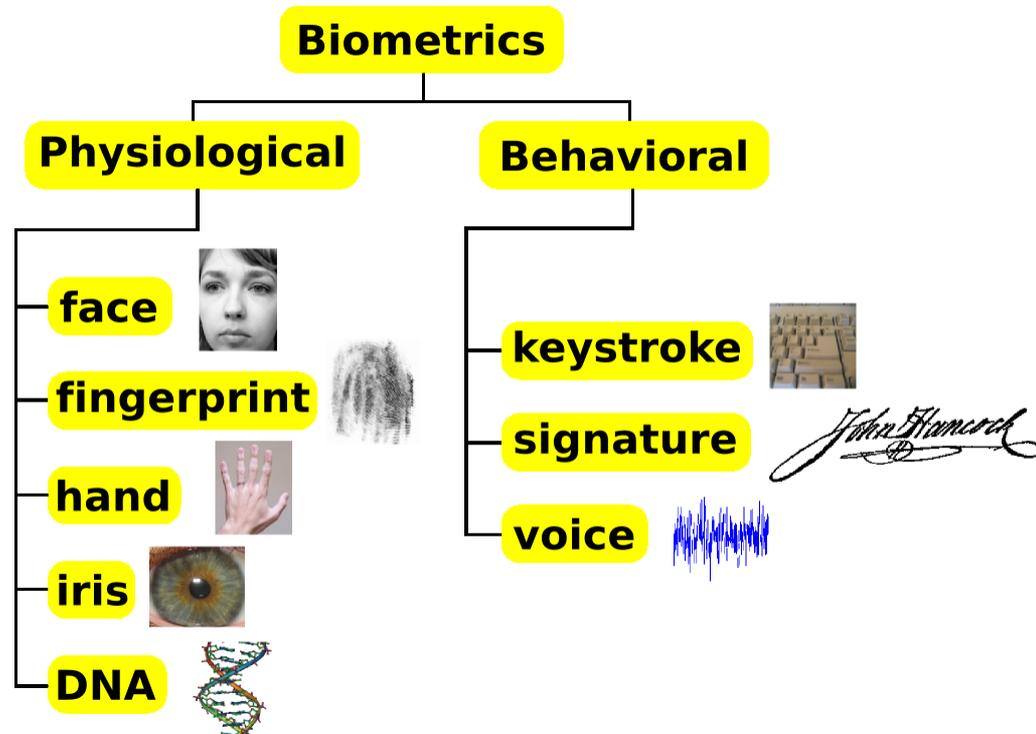 Biometrics
Physiological
Behavioral
face
fingerprint
hand
iris
DNA
keystroke
signature
John Hancock
voice